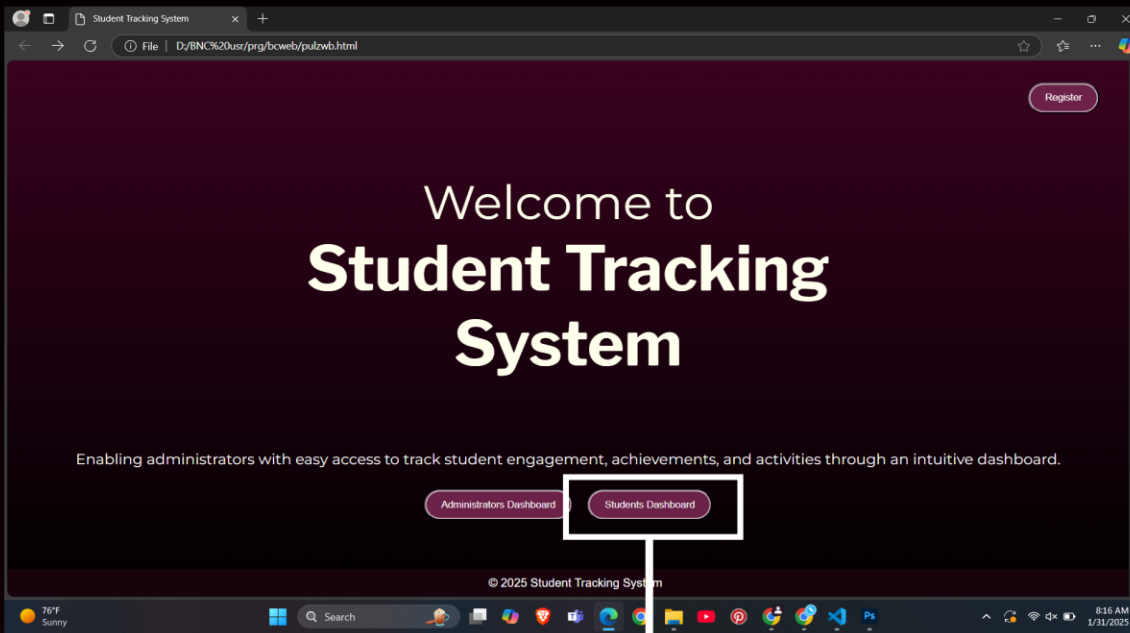 Student Tracking System
File
D:/BNC%20usr/prg/bcweb/pulzwb.html
Register
Welcome to
Student Tracking
System
Enabling administrators with easy access to track student engagement, achievements, and activities through an intuitive dashboard.
Administrators Dashboard
Students Dashboard
© 2025 Student Tracking System
76°F
Sunny
Search
Ps
8:16 AM
1/31/2025